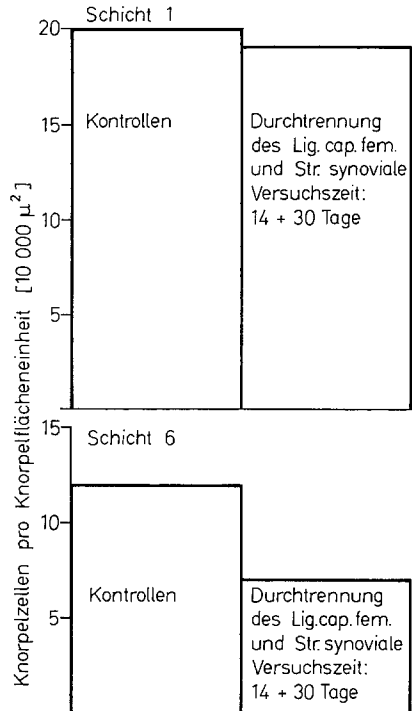 Schicht 1
20
15
10
5
Kontrollen
Durchtrennung
des Lig. cap. fem.
und Str. synoviale
Versuchszeit:
14 + 30 Tage
Knorpelzellen pro Knorpelflächeneinheit [10 000 µ²]
Schicht 6
15
10
5
Kontrollen
Durchtrennung
des Lig. cap. fem.
und Str. synoviale
Versuchszeit:
14 + 30 Tage